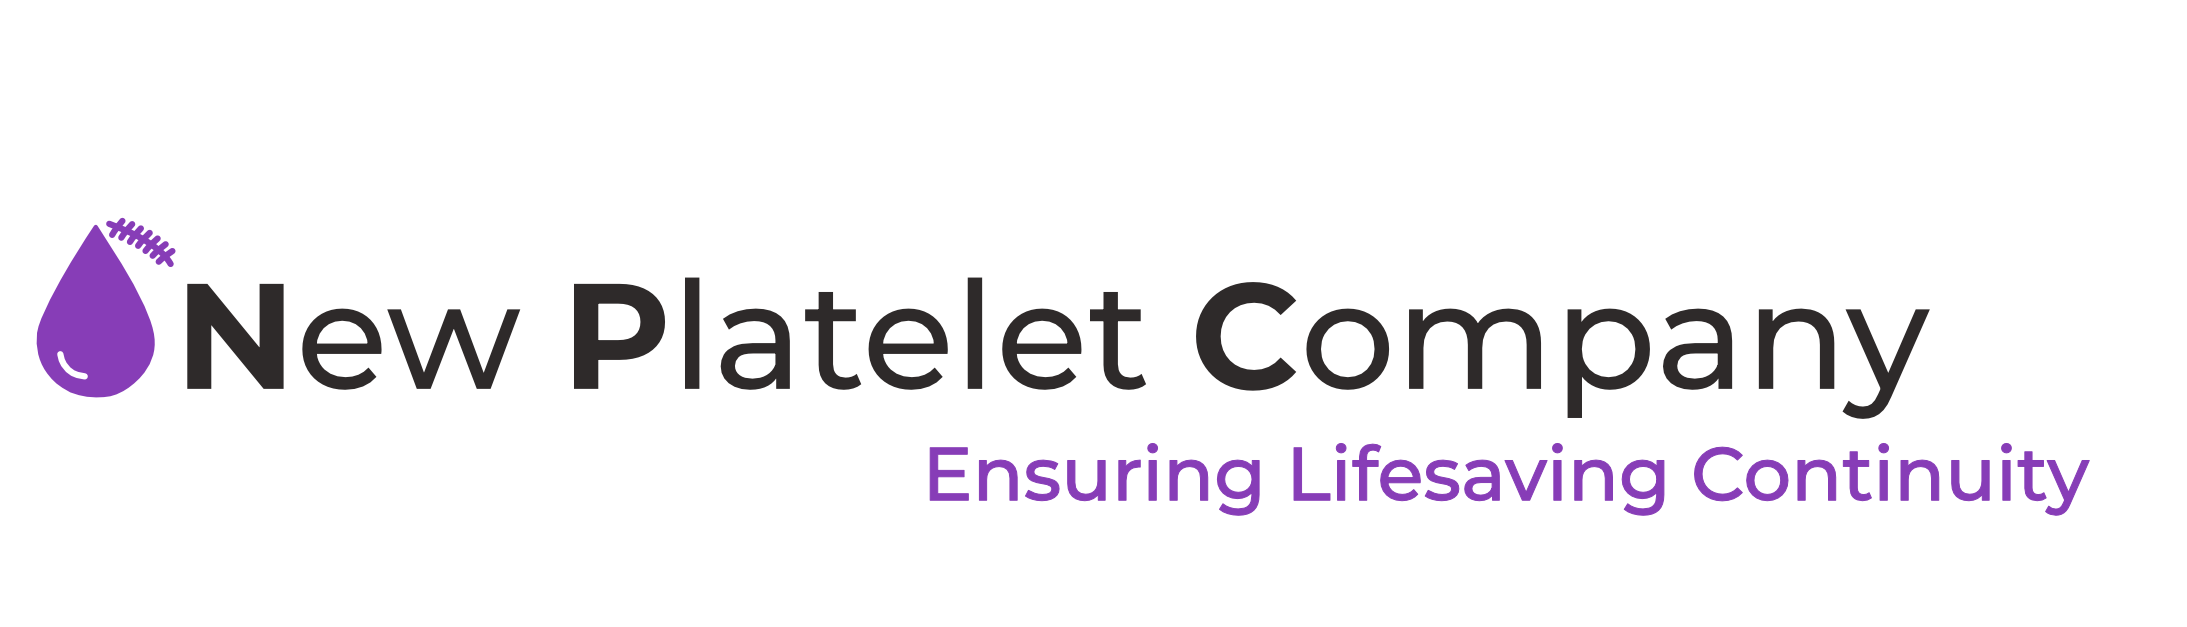 New Platelet Company
Ensuring Lifesaving Continuity